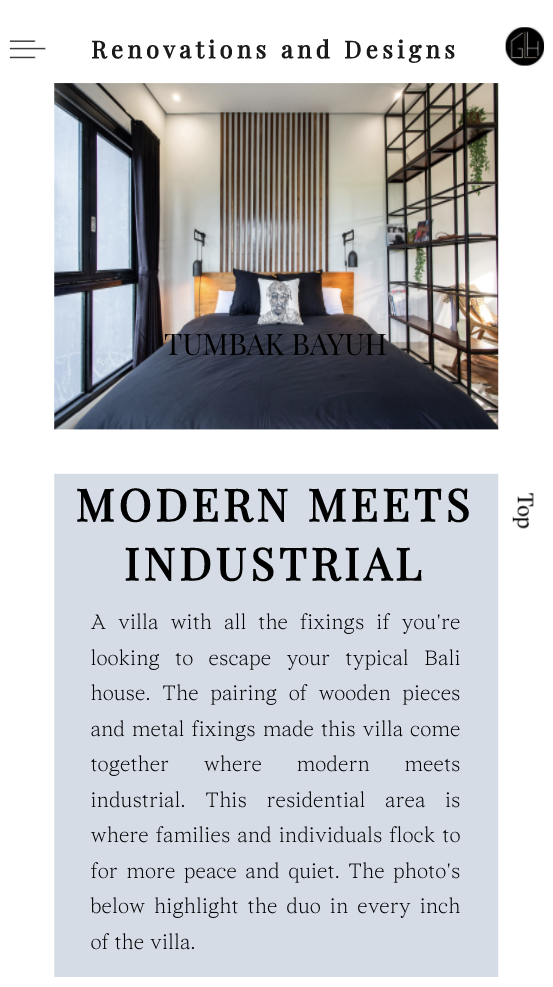 Renovations and Designs
GH
TUMBAK BAYUH
MODERN MEETS
INDUSTRIAL
Top
A villa with all the fixings if you're
looking to escape your typical Bali
house. The pairing of wooden pieces
and metal fixings made this villa come
together where modern meets
industrial. This residential area is
where families and individuals flock to
for more peace and quiet. The photo's
below highlight the duo in every inch
of the villa.